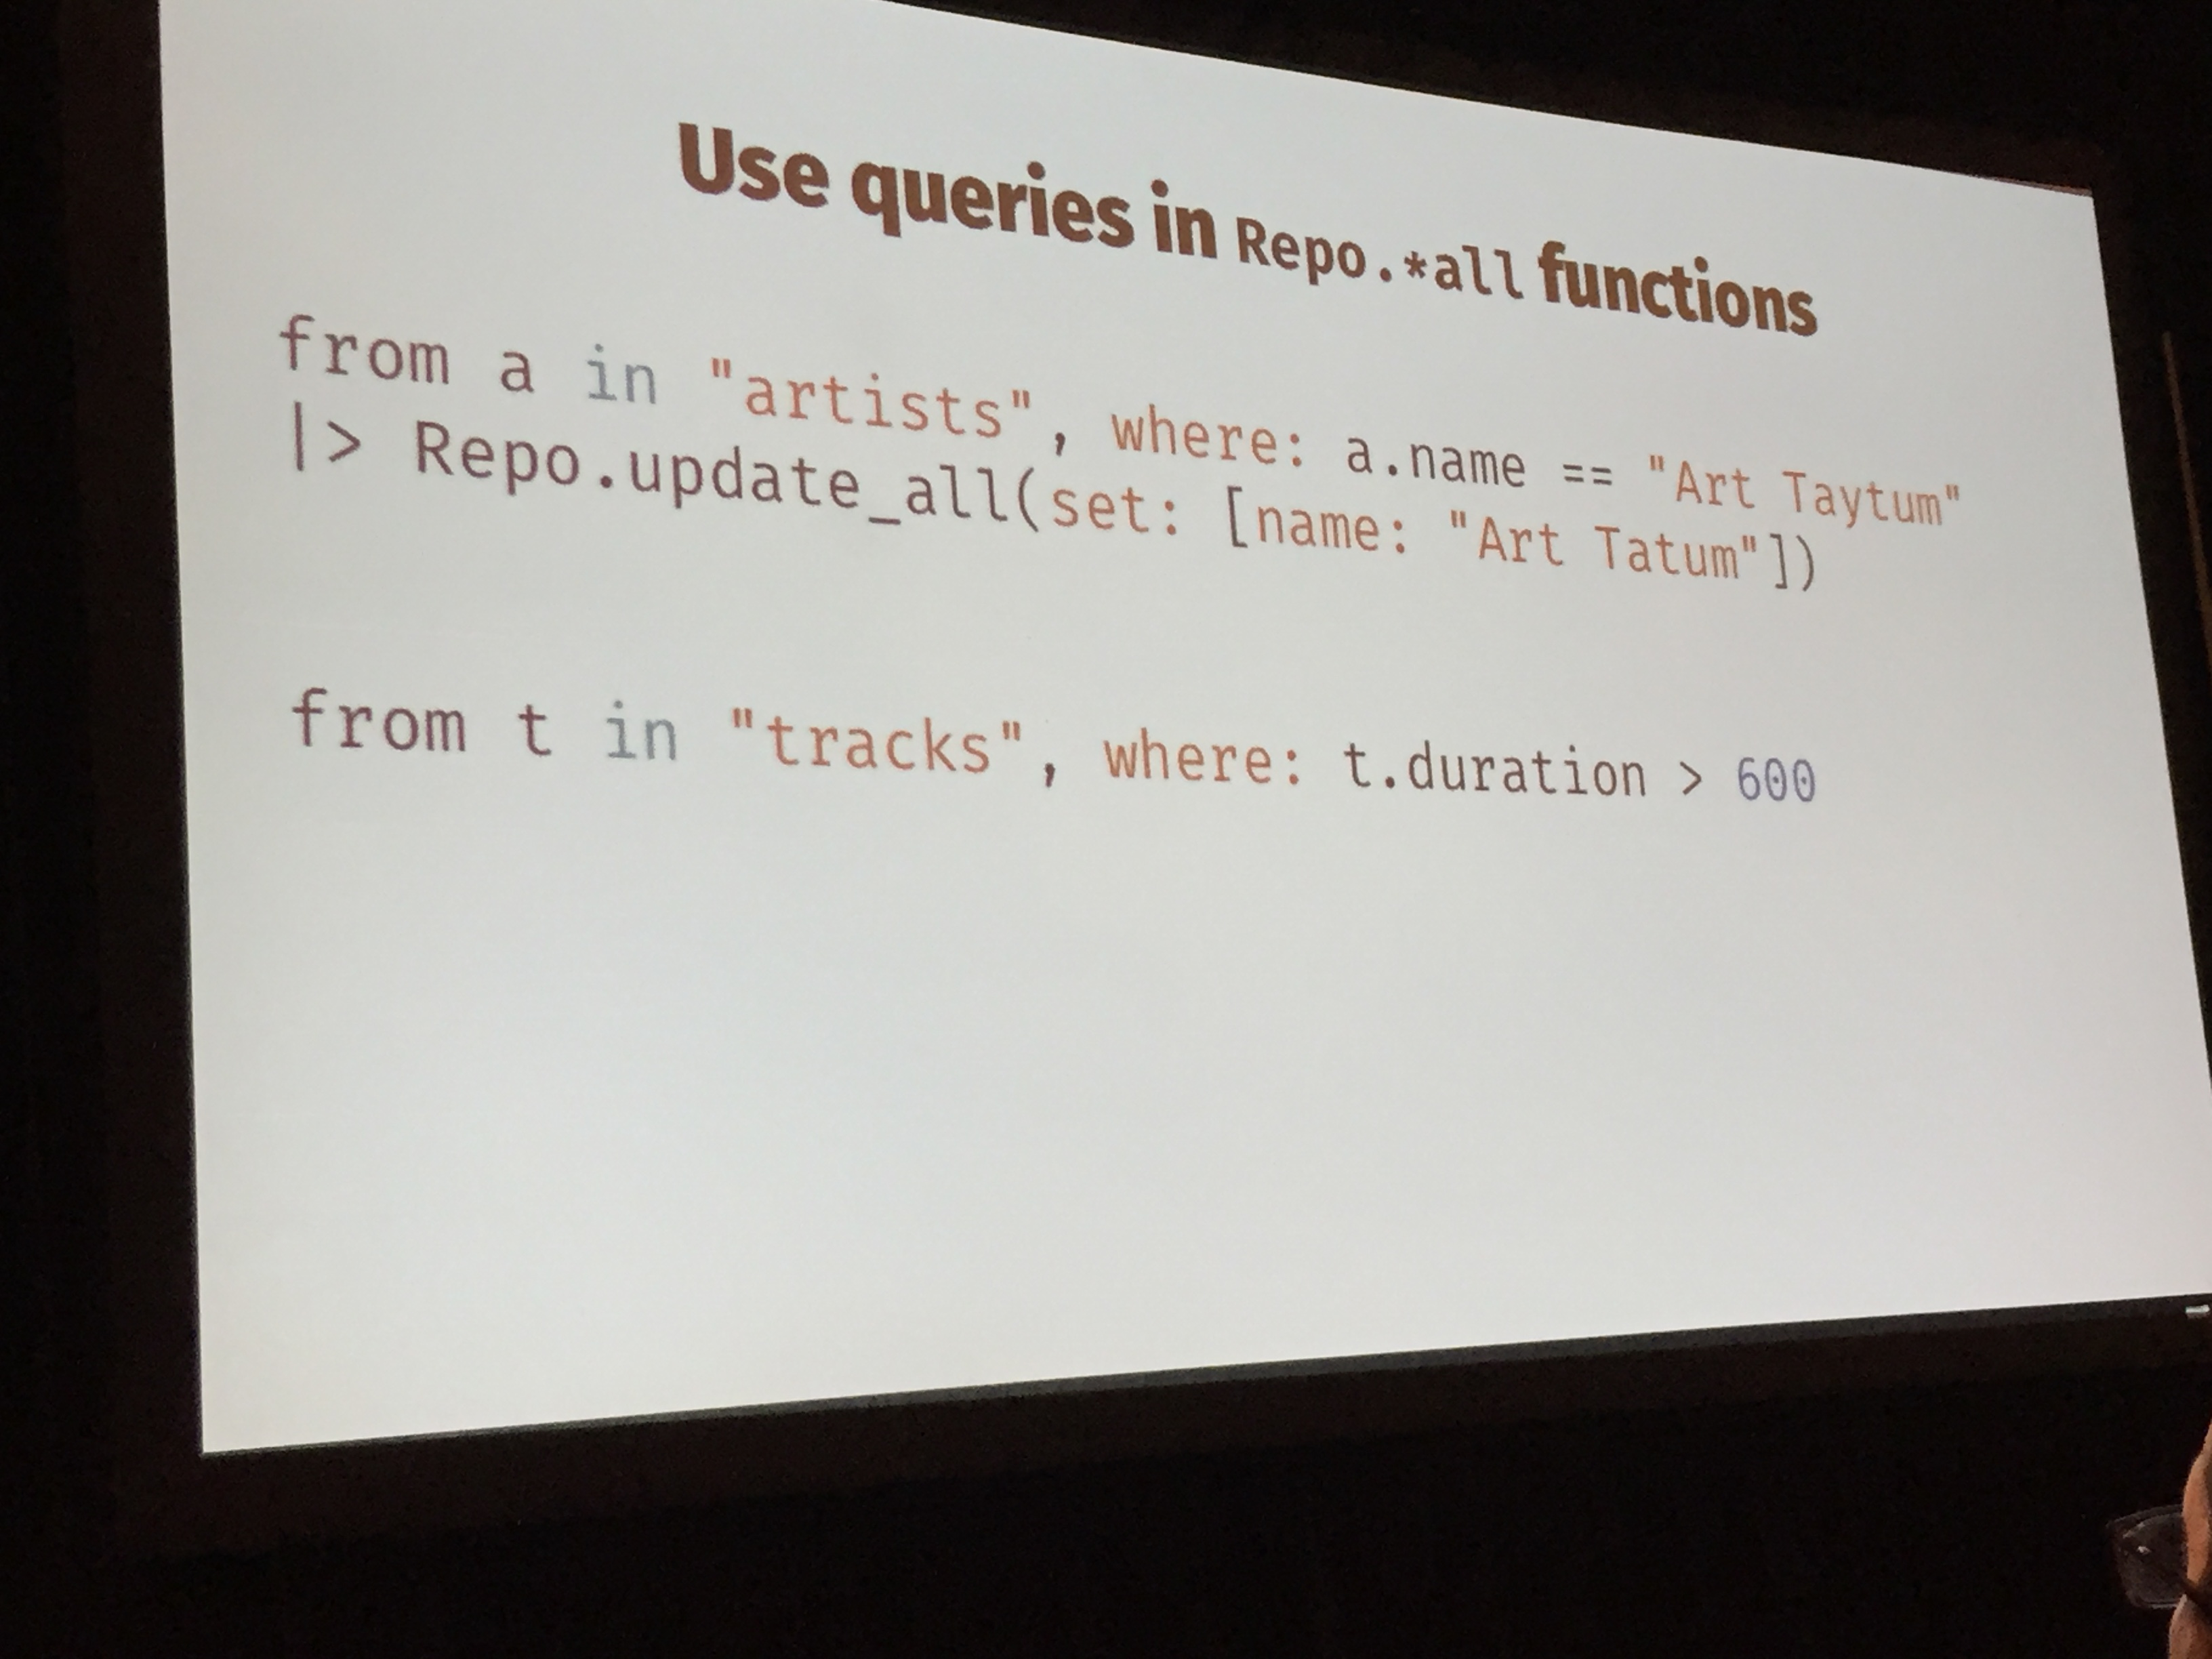 Use queries in Repo.*all functions
from a in "artists", where: a.name == "Art Taytum"
|> Repo.update_all(set: [name: "Art Tatum"])
from t in "tracks", where: t.duration > 600